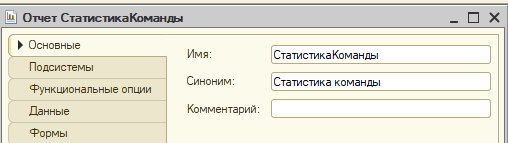 Отчет СтатистикаКоманды
Основные
Подсистемы
Функциональные опции
Данные
Формы
Имя: СтатистикаКоманды
Синоним: Статистика команды
Комментарий: